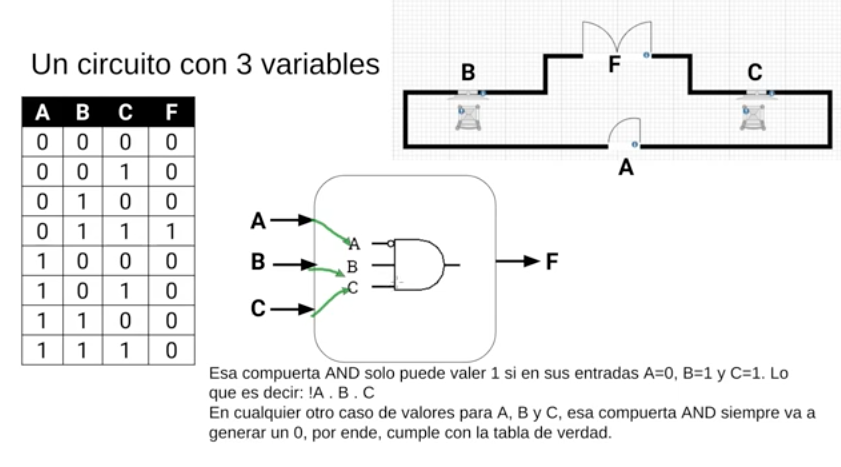 Un circuito con 3 variables
A B C F
0 0 0 0
0 0 1 0
0 1 0 0
0 1 1 1
1 0 0 0
1 0 1 0
1 1 0 0
1 1 1 0
B
F
C
A
A
B
C
A
B
C
F
Esa compuerta AND solo puede valer 1 si en sus entradas A=0, B=1 y C=1. Lo
que es decir: !A . B . C
En cualquier otro caso de valores para A, B y C, esa compuerta AND siempre va a
generar un 0, por ende, cumple con la tabla de verdad.